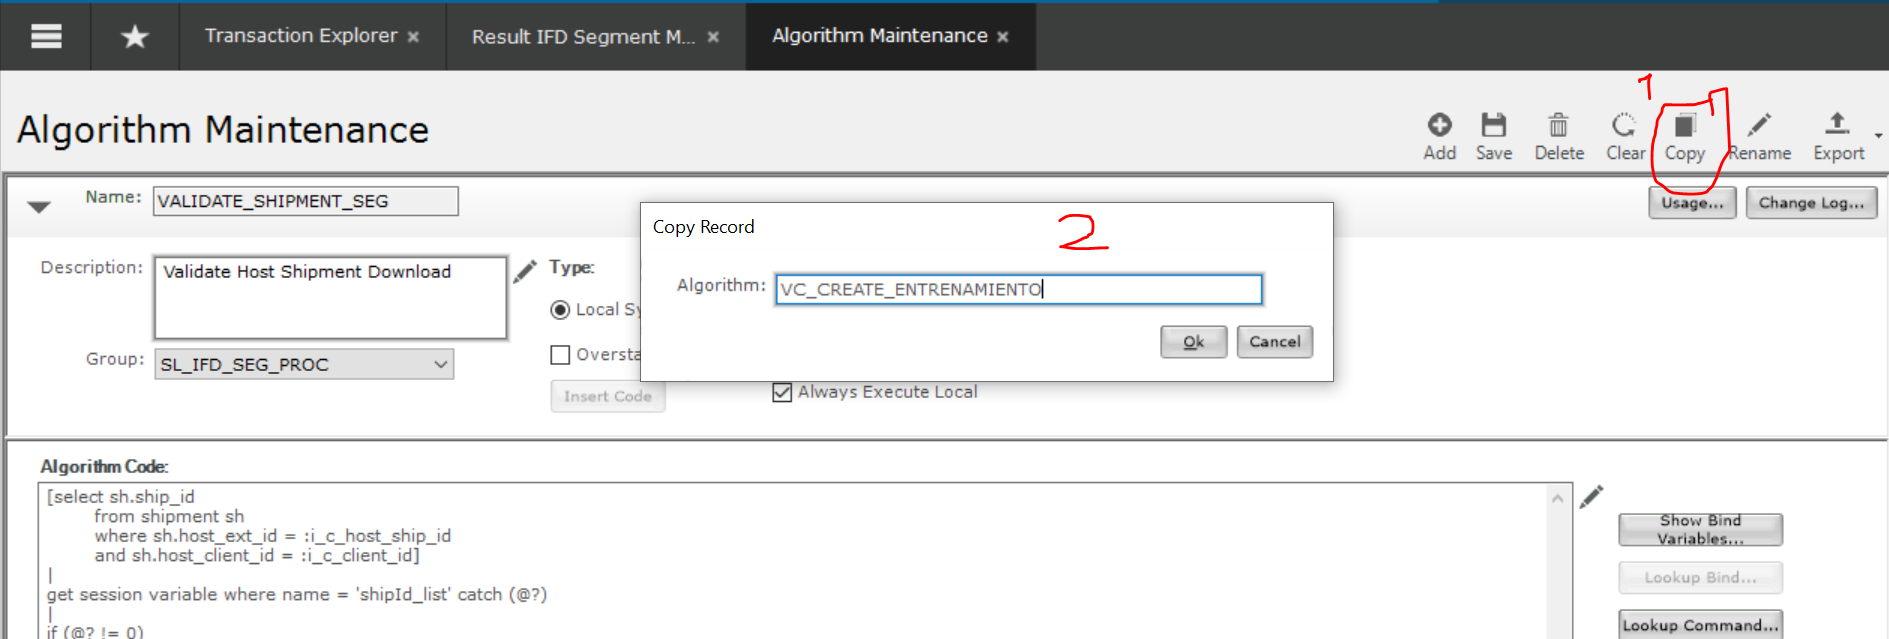 Transaction Explorer ×
Result IFD Segment M... ×
Algorithm Maintenance ×
Algorithm Maintenance
1
Add
Save
Delete
Clear
Copy
Rename
Export
Name: VALIDATE_SHIPMENT_SEG
Usage...
Change Log...
Copy Record
2
Description: Validate Host Shipment Download
Type:
Algorithm: VC_CREATE_ENTRENAMIENTO
Local Sy
Ok
Cancel
Group: SL_IFD_SEG_PROC
Oversta
Insert Code
Always Execute Local
Algorithm Code:
[select sh.ship_id
from shipment sh
where sh.host_ext_id = :i_c_host_ship_id
and sh.host_client_id = :i_c_client_id]
|
get session variable where name = 'shipId_list' catch (@?)
|
if (@? != 0)
Show Bind
Variables...
Lookup Bind...
Lookup Command...